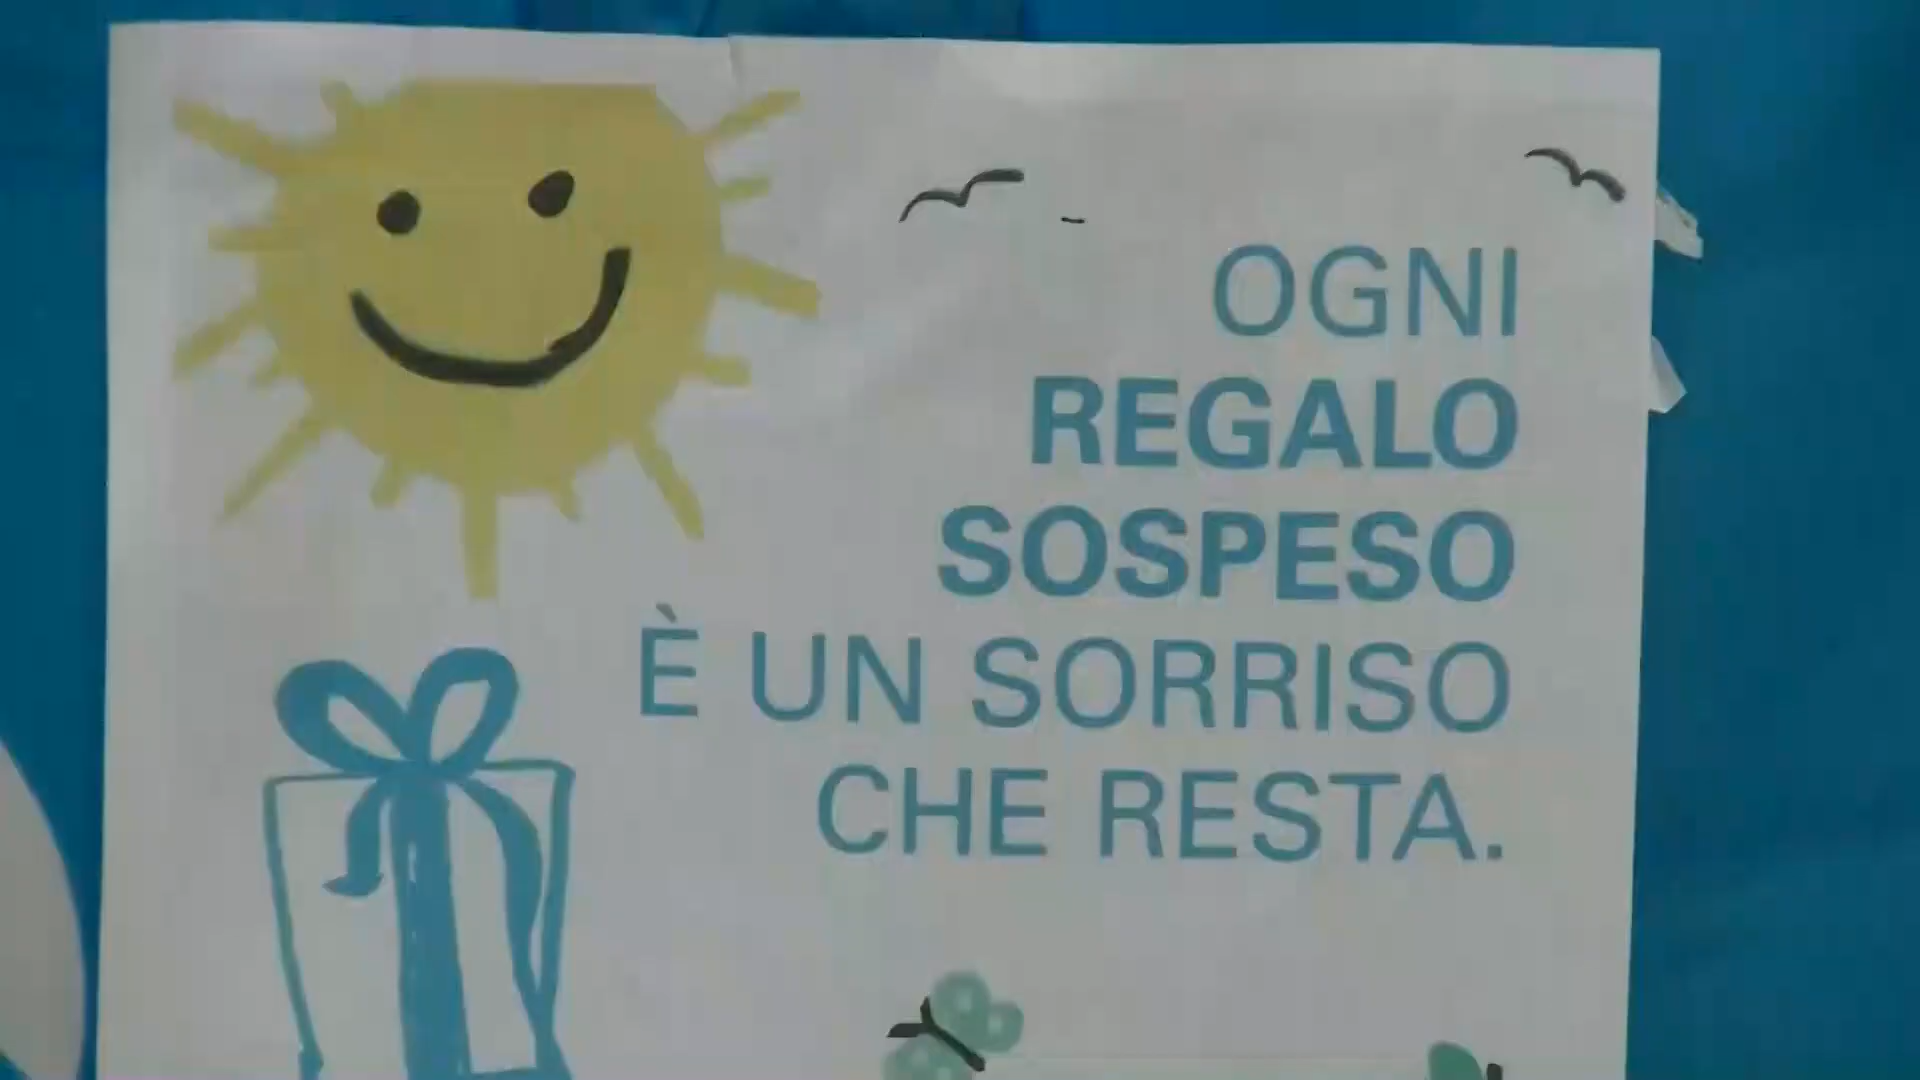 OGNI
REGALO
SOSPESO
È UN SORRISO
CHE RESTA.